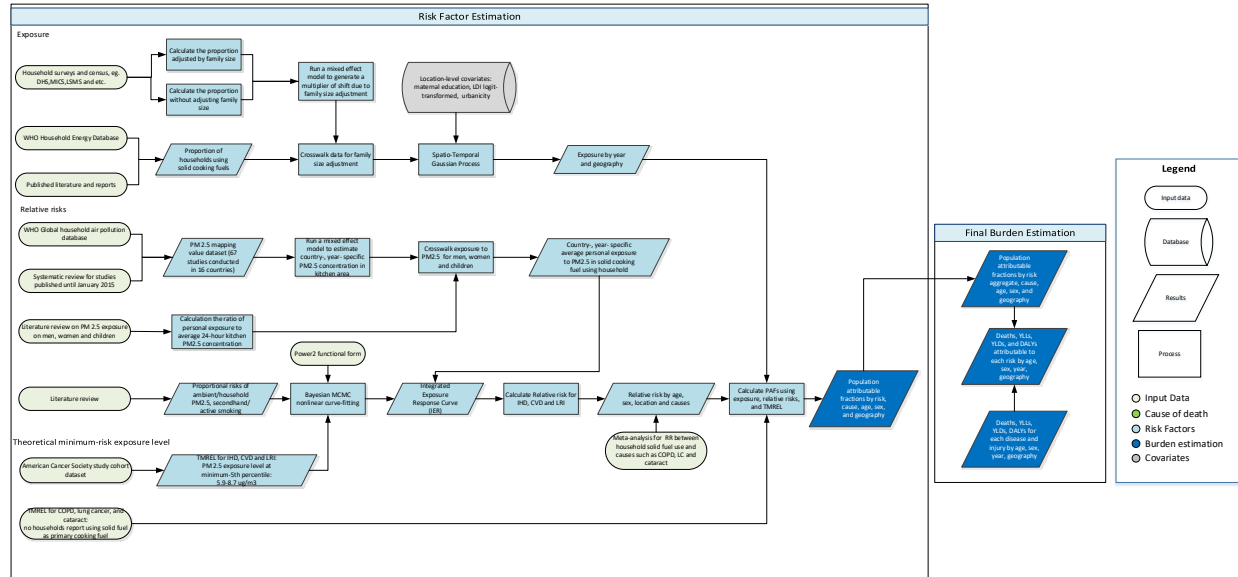 Risk Factor Estimation
Exposure
Household surveys and census, eg.
DHS,MICS,LSMS and etc.
Calculate the proportion
adjusted by family size
Calculate the proportion
without adjusting family
size
Run a mixed effect
model to generate a
multiplier of shift due to
family size adjustment
Location-level covariates:
maternal education, LDI logit-
transformed, urbanicity
WHO Household Energy Database
Published literature and reports
Proportion of
households using
solid cooking fuels
Crosswalk data for family
size adjustment
Spatio-Temporal
Gaussian Process
Exposure by year
and geography
Relative risks
WHO Global household air pollution
database
Systematic review for studies
published until January 2015
PM 2.5 mapping
value dataset (67
studies conducted
in 16 countries)
Run a mixed effect
model to estimate
country-, year- specific
PM2.5 concentration in
kitchen area
Crosswalk exposure to
PM2.5 for men, women
and children
Country-, year- specific
average personal exposure
to PM2.5 in solid cooking
fuel using household
Literature review on PM 2.5 exposure
on men, women and children
Calculation the ratio of
personal exposure to
average 24-hour kitchen
PM2.5 concentration
Power2 functional form
Literature review
Proportional risks of
ambient/household
PM2.5, secondhand/
active smoking
Bayesian MCMC
nonlinear curve-fitting
Integrated
Exposure
Response Curve
(IER)
Calculate Relative risk for
IHD, CVD and LRI
Relative risk by age,
sex, location and causes
Calculate PAFs using
exposure, relative risks,
and TMREL
Population
attributable
fractions by risk,
cause, age, sex, and
geography
Meta-analysis for RR between
household solid fuel use and
causes such as COPD, LC and
cataract
Theoretical minimum-risk exposure level
American Cancer Society study cohort
dataset
TMREL for IHD, CVD and LRI:
PM 2.5 exposure level at
minimum-5th percentile:
5.9-8.7 ug/m3
TMREL for COPD, lung cancer, and
cataract:
no households report using solid fuel
as primary cooking fuel
Final Burden Estimation
Population
attributable
fractions by risk
aggregate, cause,
age, sex, and
geography
Deaths, YLLs,
YLDs, and DALYs
attributable to
each risk by age,
sex, year,
geography
Deaths, YLLs,
YLDs, DALYs for
each disease and
injury by age, sex,
year, geography
Legend
Input data
Database
Results
Process
Input Data
Cause of death
Risk Factors
Burden estimation
Covariates